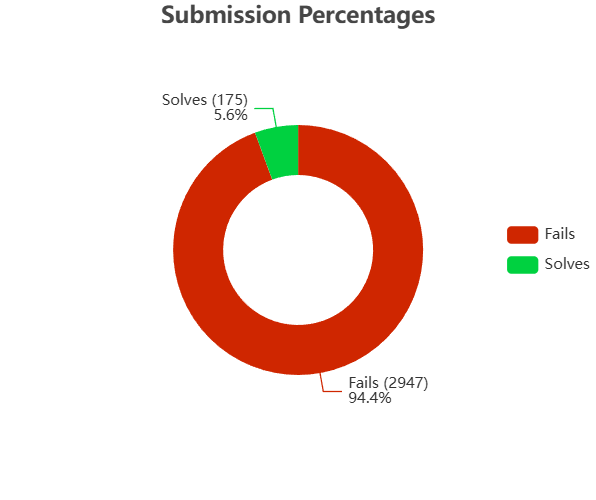 Submission Percentages
Solves (175)
5.6%
Fails
Solves
Fails (2947)
94.4%